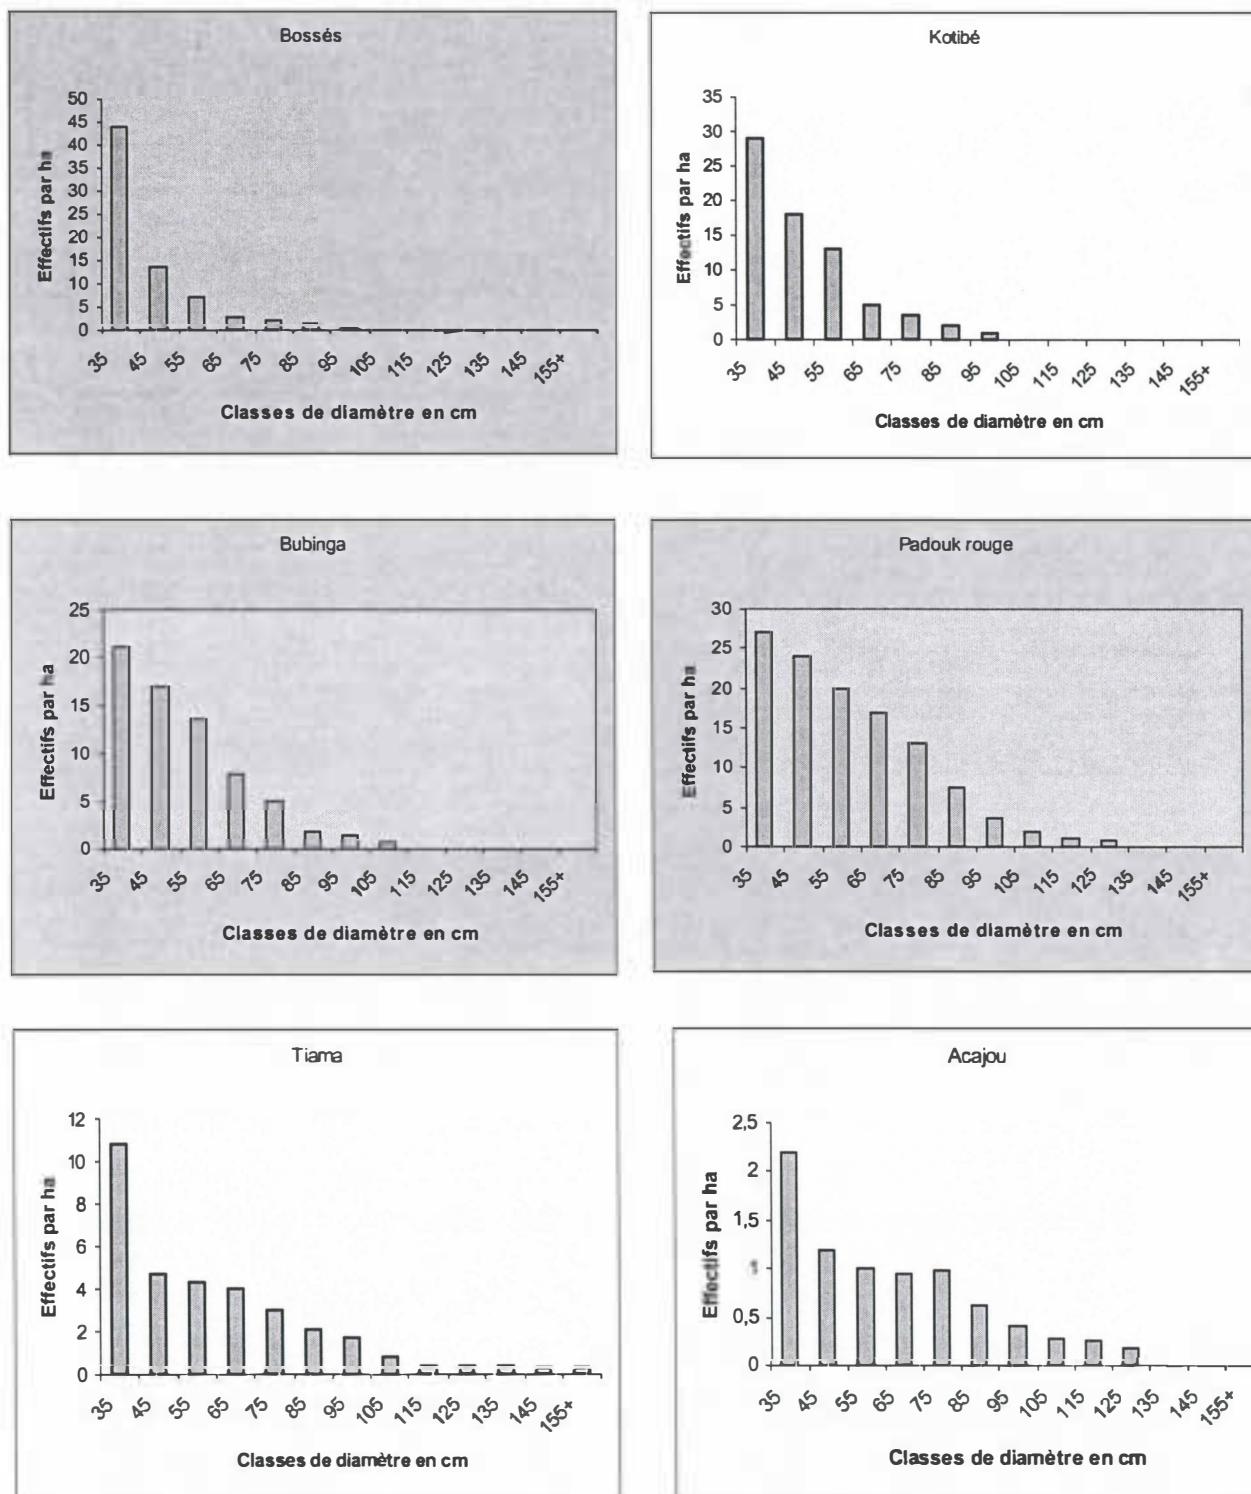 Bossés
Effectifs par ha
50
45
40
35
30
25
20
15
10
5
0
35 45 55 65 75 85 95 105 115 125 135 145 155+
Classes de diamètre en cm
Kotibé
Effectifs par ha
35
30
25
20
15
10
5
0
35 45 55 65 75 85 95 105 115 125 135 145 155+
Classes de diamètre en cm
Bubinga
Effectifs par ha
25
20
15
10
5
0
35 45 55 65 75 85 95 105 115 125 135 145 155+
Classes de diamètre en cm
Padouk rouge
Effectifs par ha
30
25
20
15
10
5
0
35 45 55 65 75 85 95 105 115 125 135 145 155+
Classes de diamètre en cm
Tiama
Effectifs par ha
12
10
8
6
4
2
0
35 45 55 65 75 85 95 105 115 125 135 145 155+
Classes de diamètre en cm
Acajou
Effectifs par ha
2,5
2
1,5
1
0,5
0
35 45 55 65 75 85 95 105 115 125 135 145 155+
Classes de diamètre en cm